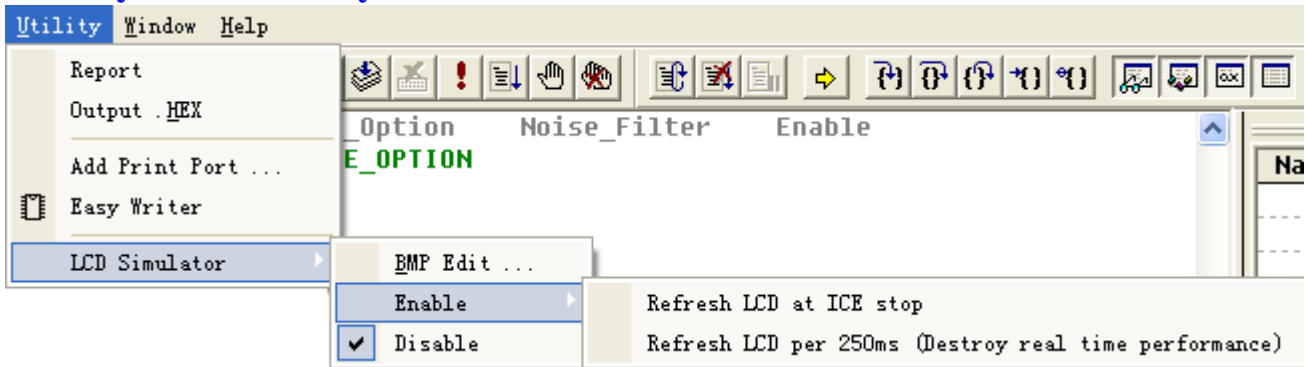 Utility Window Help
Report
Output .HEX
Add Print Port ...
Easy Writer
LCD Simulator
_Option Noise_Filter Enable
E_OPTION
Na
BMP Edit ...
Enable
Disable
Refresh LCD at ICE stop
Refresh LCD per 250ms (Destroy real time performance)